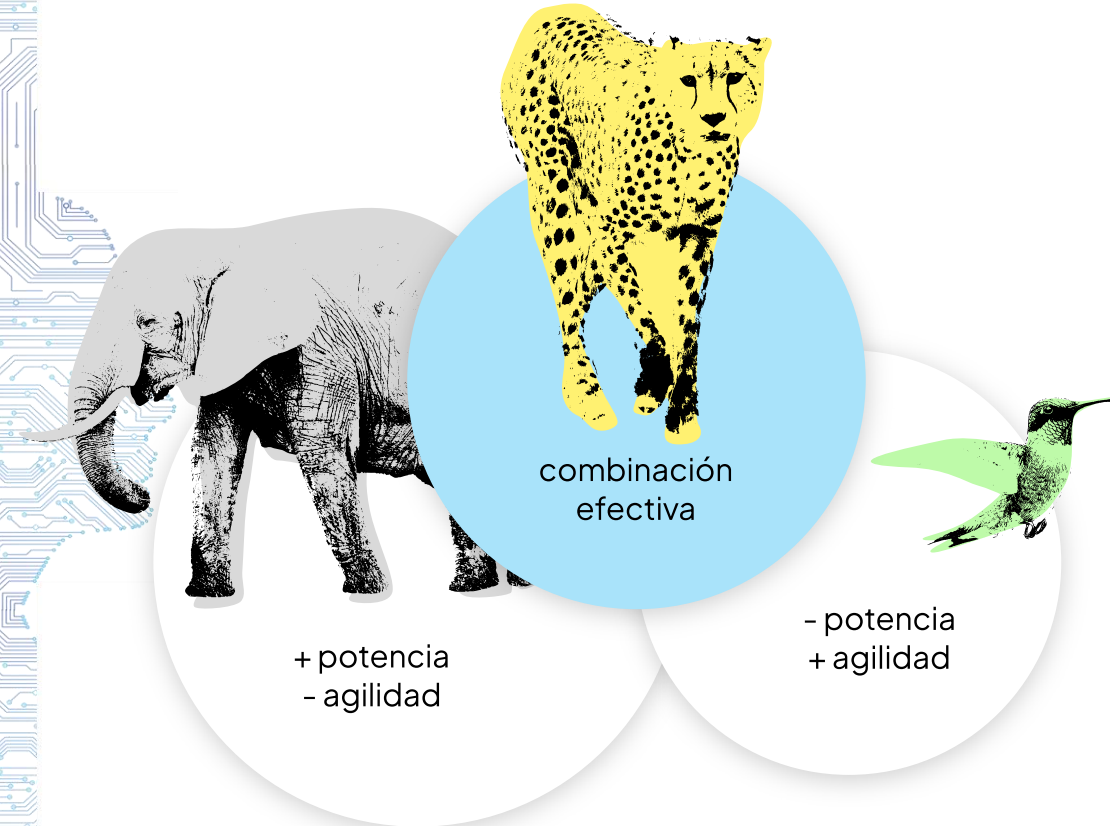 combinación
efectiva
+ potencia
- agilidad
- potencia
+ agilidad